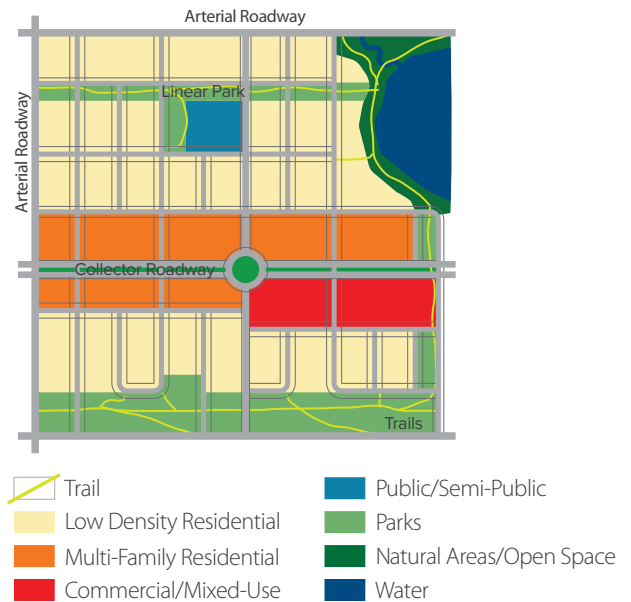 Arterial Roadway
Linear Park
Arterial Roadway
Collector Roadway
Trails
Trail
Low Density Residential
Multi-Family Residential
Commercial/Mixed-Use
Public/Semi-Public
Parks
Natural Areas/Open Space
Water